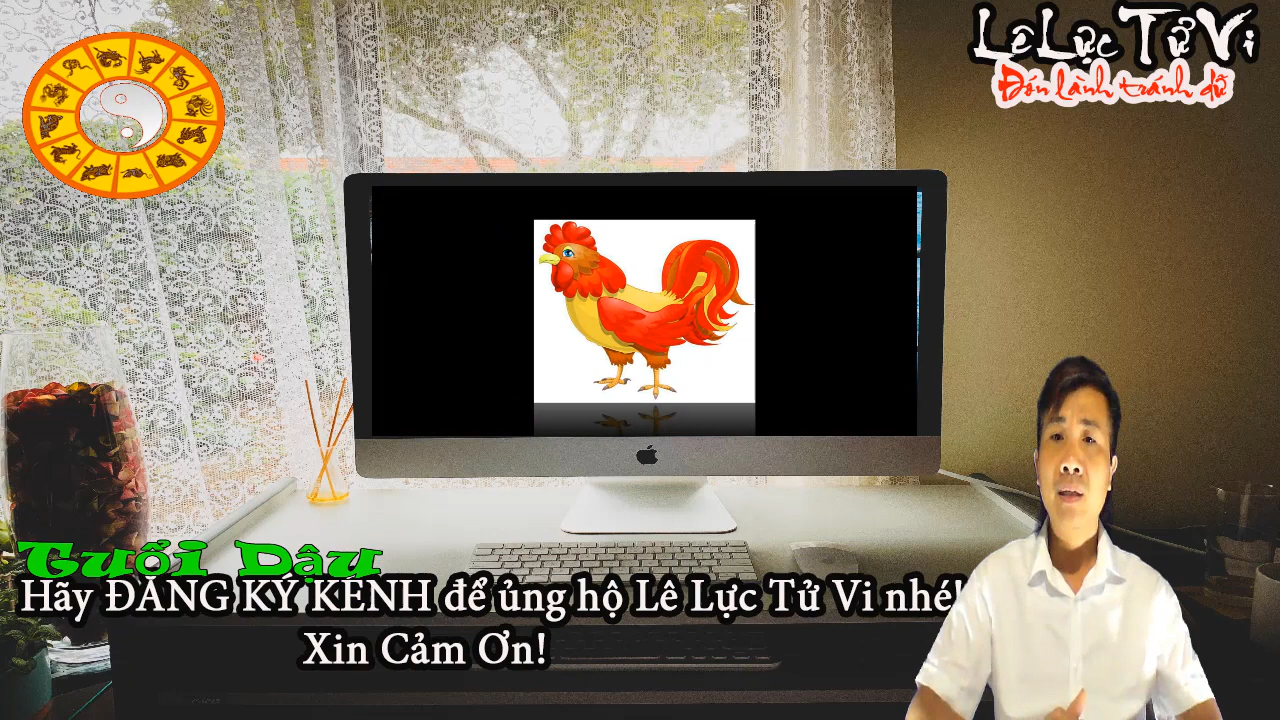 Lê Lực Tử Vi
Đón lành tránh dữ
Tuổi Dậu
Hãy ĐĂNG KÝ KÊNH để ủng hộ Lê Lực Tử Vi nhé!
Xin Cảm Ơn!